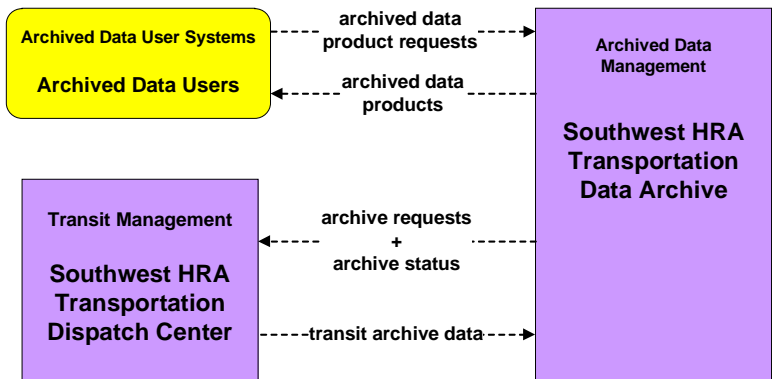 Archived Data User Systems
Archived Data Users
archived data
product requests
archived data
products
Archived Data
Management
Southwest HRA
Transportation
Data Archive
Transit Management
Southwest HRA
Transportation
Dispatch Center
archive requests
+
archive status
transit archive data